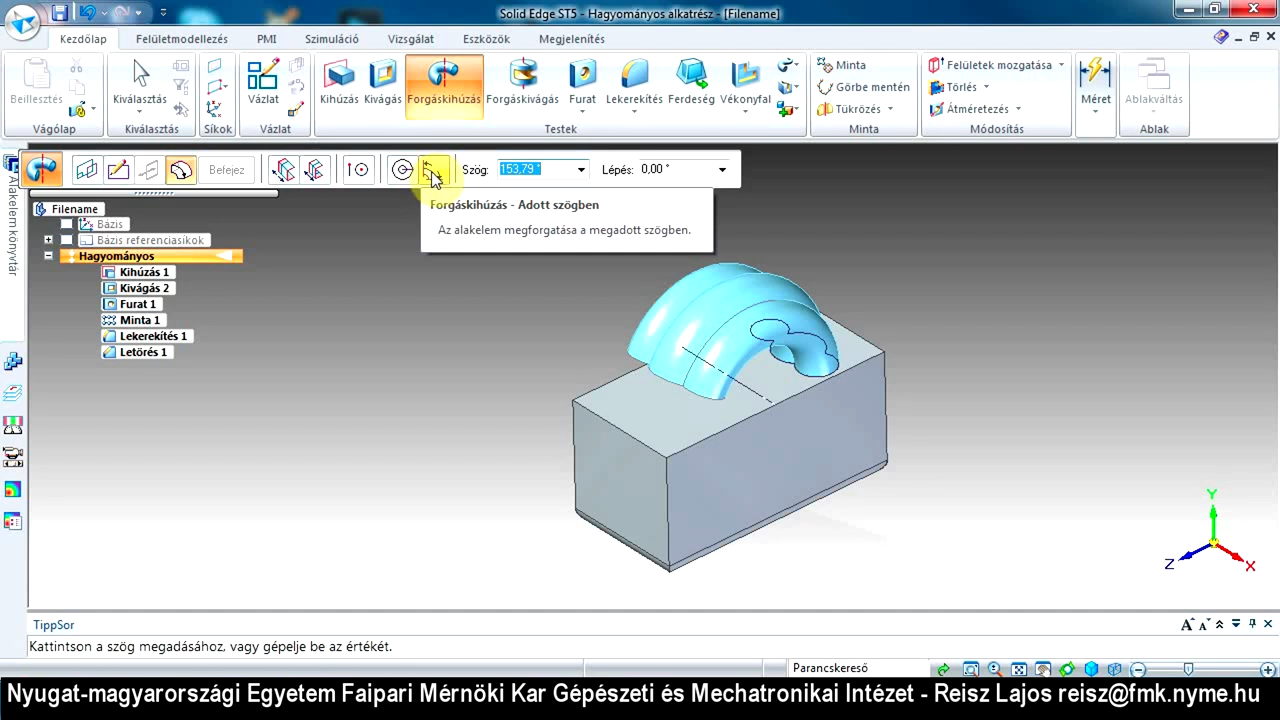 Solid Edge ST5 - Hagyományos alkatrész - [Filename]
Kezdőlap Felületmodellezés PMI Szimuláció Vizsgálat Eszközök Megjelenítés
Beillesztés Kiválasztás Vázlat Kihúzás Kivágás Forgáskihúzás Forgáskivágás Furat Lekerekítés Ferdeség Vékonyfal Minta Görbe mentén Tükrözés Felületek mozgatása Törlés Átméretezés Méret Ablakváltás
Vágólap Kiválasztás Síkok Vázlat Testek Minta Módosítás Ablak
Befejez Szög: 153,79 ° Lépés: 0,00 °
Forgáskihúzás - Adott szögben
Az alakelem megforgatása a megadott szögben.
Alakelem könyvtár
Filename
Bázis
Bázis referenciasíkok
Hagyományos
Kihúzás 1
Kivágás 2
Furat 1
Minta 1
Lekerekítés 1
Letörés 1
Y
Z
X
TippSor
Kattintson a szög megadásához, vagy gépelje be az értékét.
Parancskereső
Nyugat-magyarországi Egyetem Faipari Mérnöki Kar Gépészeti és Mechatronikai Intézet - Reisz Lajos reisz@fmk.nyme.hu